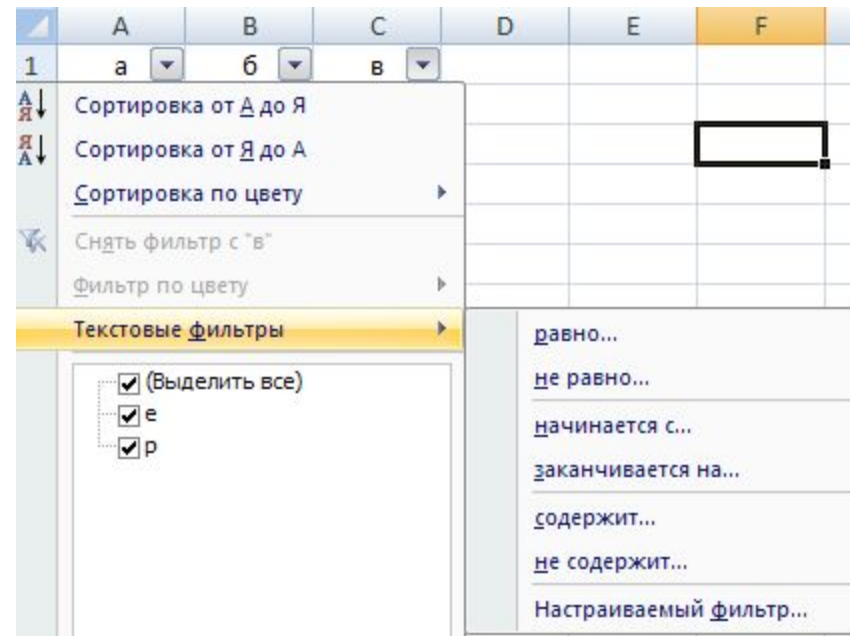 A B C D E F
1 а б в
Сортировка от А до Я
Сортировка от Я до А
Сортировка по цвету
Снять фильтр с "в"
Фильтр по цвету
Текстовые фильтры
(Выделить все)
е
р
равно...
не равно...
начинается с...
заканчивается на...
содержит...
не содержит...
Настраиваемый фильтр...